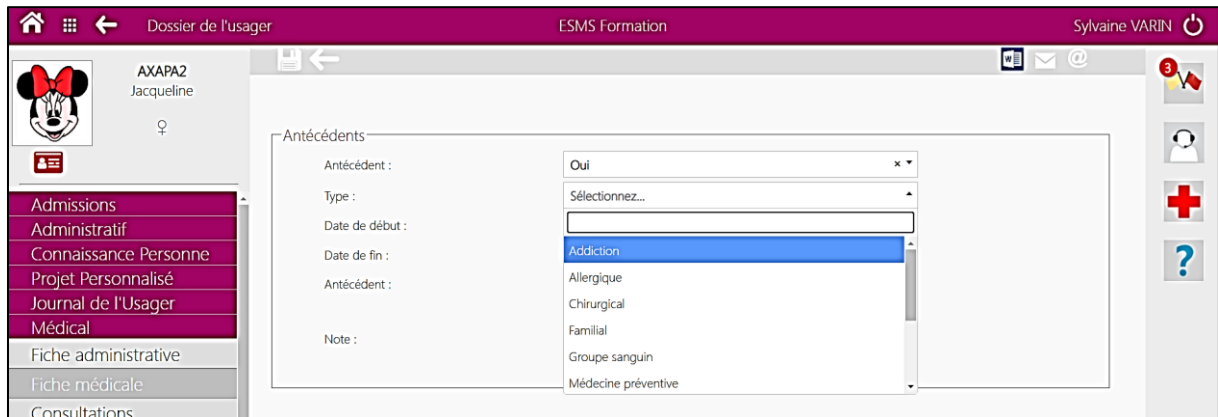 Dossier de l'usager ESMS Formation Sylvaine VARIN
AXAPA2
Jacqueline
Admissions
Administratif
Connaissance Personne
Projet Personnalisé
Journal de l'Usager
Médical
Fiche administrative
Fiche médicale
Consultations
Antécédents
Antécédent : Oui
Type : Sélectionnez...
Date de début :
Addiction
Date de fin :
Allergique
Antécédent :
Chirurgical
Familial
Note :
Groupe sanguin
Médecine préventive
3